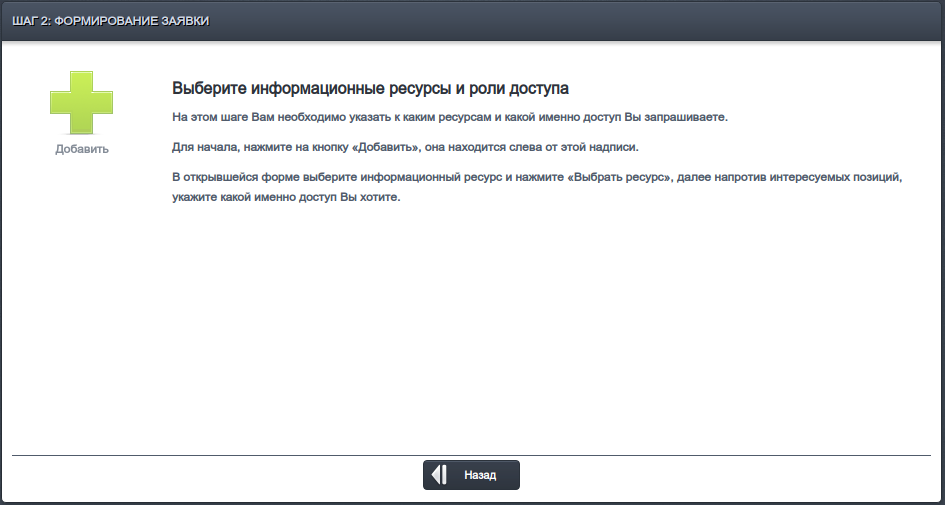 ШАГ 2: ФОРМИРОВАНИЕ ЗАЯВКИ
Добавить
Выберите информационные ресурсы и роли доступа
На этом шаге Вам необходимо указать к каким ресурсам и какой именно доступ Вы запрашиваете.
Для начала, нажмите на кнопку «Добавить», она находится слева от этой надписи.
В открывшейся форме выберите информационный ресурс и нажмите «Выбрать ресурс», далее напротив интересуемых позиций,
укажите какой именно доступ Вы хотите.
Назад